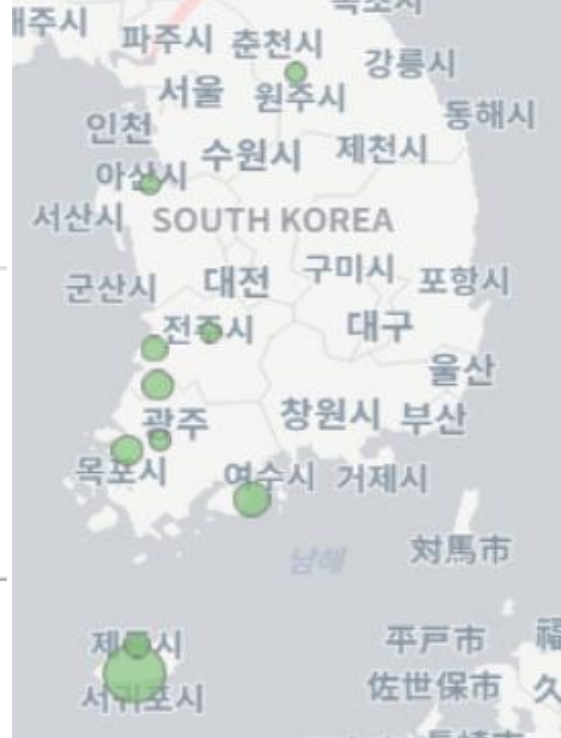 파주시 춘천시
강릉시
서울 원주시
동해시
인천
수원시 제천시
아산시
서산시 SOUTH KOREA
군산시 대전 구미시 포항시
전주시 대구
울산
광주 창원시 부산
목포시 여수시 거제시
남해 対馬市
제주시 平戸市
서귀포시 佐世保市